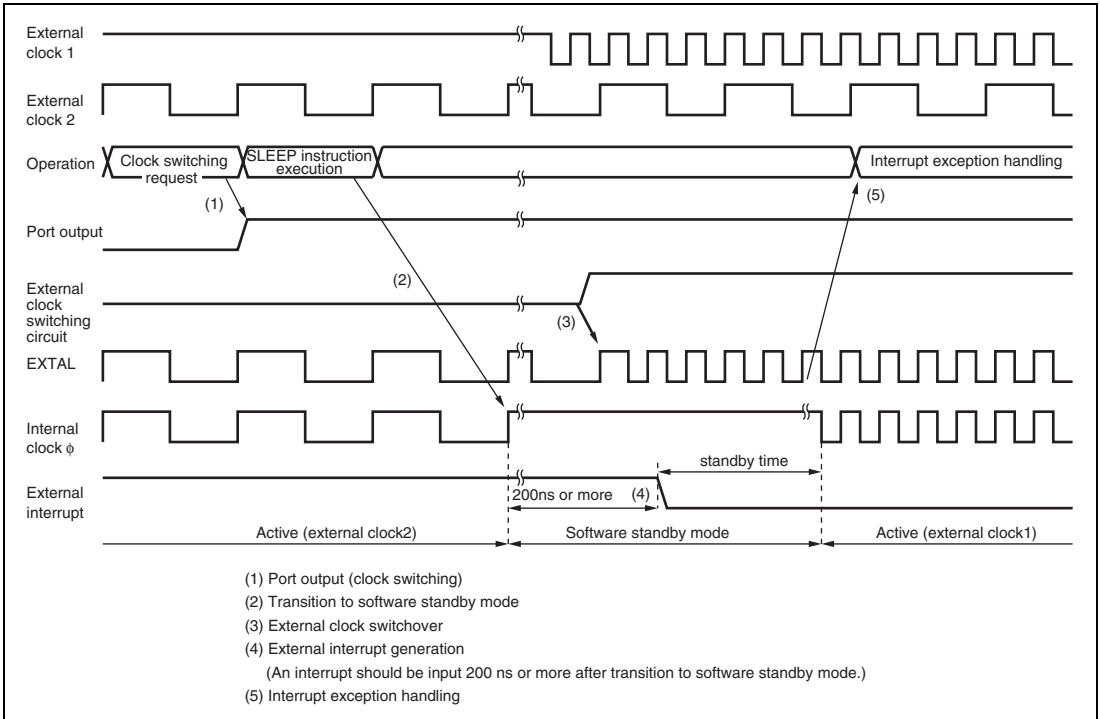 External
clock 1
External
clock 2
Operation
Clock switching
request
SLEEP instruction
execution
Interrupt exception handling
(1)
(5)
Port output
(2)
External
clock
switching
circuit
(3)
EXTAL
Internal
clock ϕ
standby time
External
interrupt
200ns or more (4)
Active (external clock2)
Software standby mode
Active (external clock1)
(1) Port output (clock switching)
(2) Transition to software standby mode
(3) External clock switchover
(4) External interrupt generation
(An interrupt should be input 200 ns or more after transition to software standby mode.)
(5) Interrupt exception handling